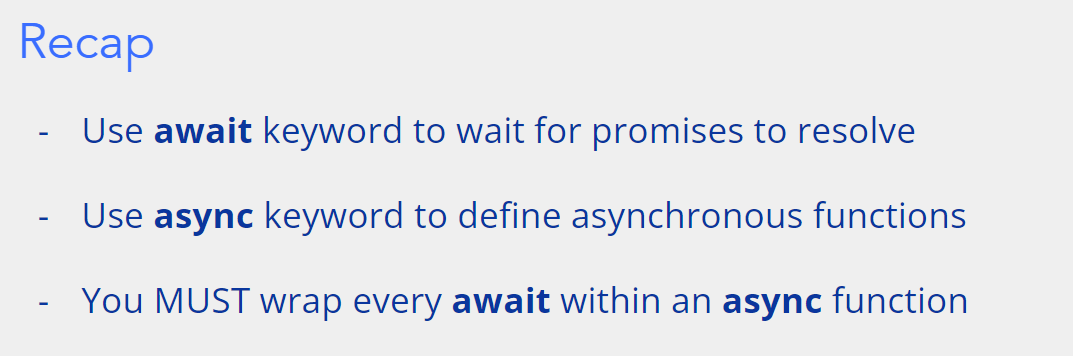 Recap
- Use await keyword to wait for promises to resolve
- Use async keyword to define asynchronous functions
- You MUST wrap every await within an async function